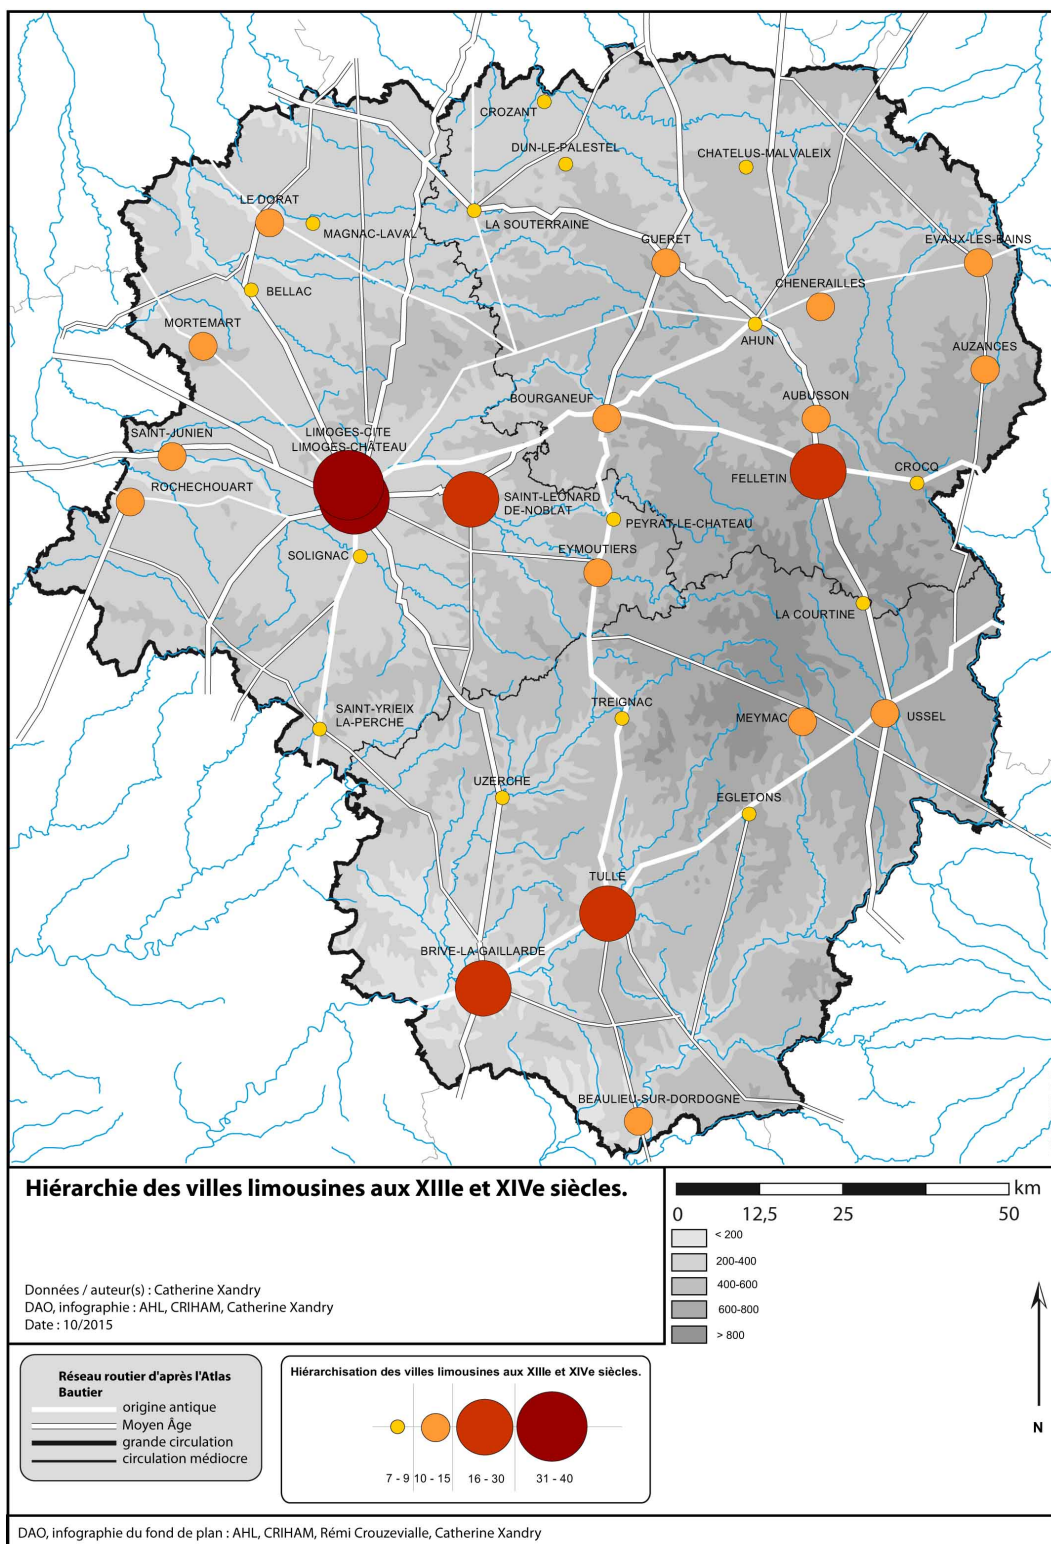 CROZANT
DUN-LE-PALESTEL
CHATELUS-MALVALEIX
LE DORAT
MAGNAC-LAVAL
LA SOUTERRAINE
GUERET
EVAUX-LES-BAINS
BELLAC
CHENERAILLES
MORTEMART
AHUN
AUZANCES
BOURGANEUF
AUBUSSON
SAINT-JUNIEN
LIMOGES-CITE
LIMOGES-CHÂTEAU
ROCHECHOUART
SAINT-LEONARD
DE-NOBLAT
FELLETIN
CROCQ
PEYRAT-LE-CHATEAU
SOLIGNAC
EYMOUTIERS
LA COURTINE
SAINT-YRIEIX
LA-PERCHE
TREIGNAC
MEYMAC
USSEL
UZERCHE
EGLETONS
TULLE
BRIVE-LA-GAILLARDE
BEAULIEU-SUR-DORDOGNE
Hiérarchie des villes limousines aux XIIIe et XIVe siècles.
Données / auteur(s) : Catherine Xandry
DAO, infographie : AHL, CRIHAM, Catherine Xandry
Date : 10/2015
km
0 12,5 25 50
< 200
200-400
400-600
600-800
> 800
N
Réseau routier d'après l'Atlas
Bautier
origine antique
Moyen Âge
grande circulation
circulation médiocre
Hiérarchisation des villes limousines aux XIIIe et XIVe siècles.
7 - 9 10 - 15 16 - 30 31 - 40
DAO, infographie du fond de plan : AHL, CRIHAM, Rémi Crouzevialle, Catherine Xandry